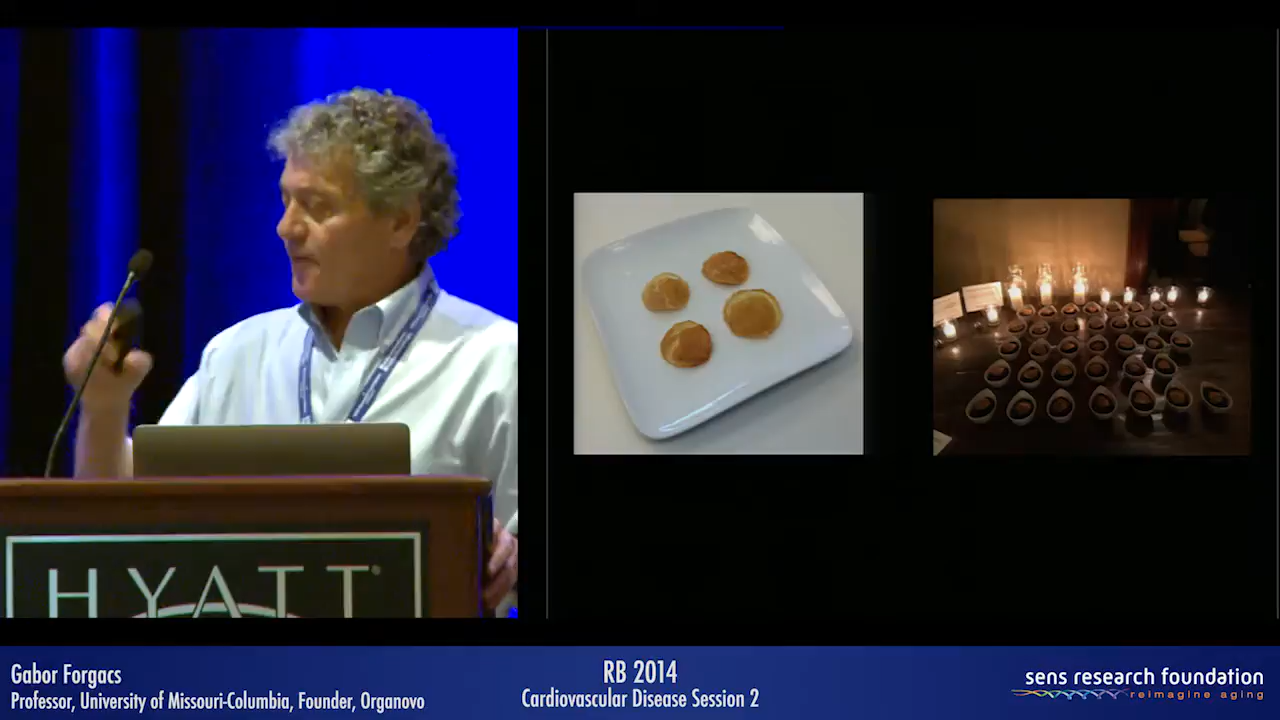 HYATT®
Gabor Forgacs
Professor, University of Missouri-Columbia, Founder, Organovo
RB 2014
Cardiovascular Disease Session 2
sens research foundation
reimagine aging